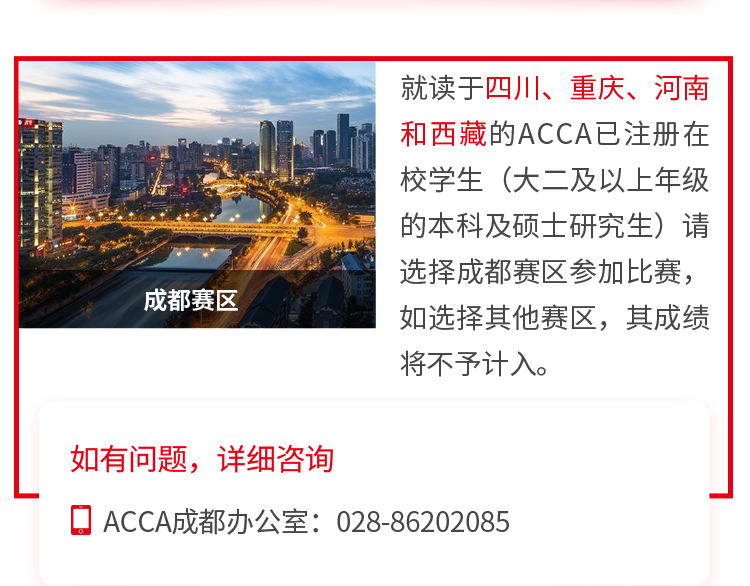 就读于四川、重庆、河南
和西藏的ACCA已注册在
校学生（大二及以上年级
的本科及硕士研究生）请
选择成都赛区参加比赛，
如选择其他赛区，其成绩
将不予计入。
成都赛区
如有问题，详细咨询
ACCA成都办公室：028-86202085